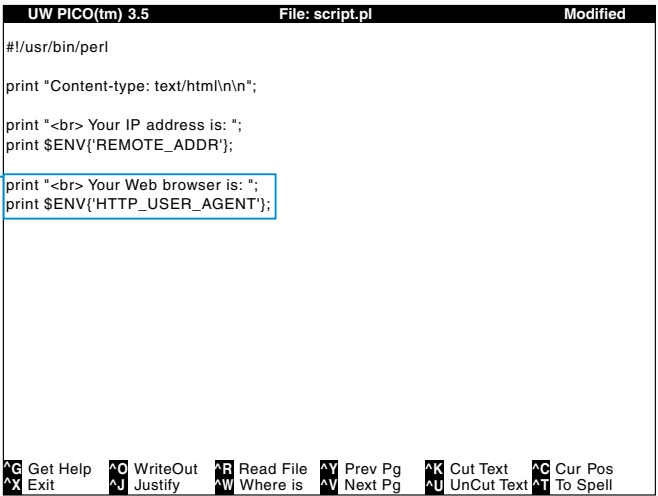 UW PICO(tm) 3.5 File: script.pl Modified
#!/usr/bin/perl
print "Content-type: text/html\n\n";
print "<br> Your IP address is: ";
print $ENV{'REMOTE_ADDR'};
print "<br> Your Web browser is: ";
print $ENV{'HTTP_USER_AGENT'};
^G Get Help ^O WriteOut ^R Read File ^Y Prev Pg ^K Cut Text ^C Cur Pos
^X Exit ^J Justify ^W Where is ^V Next Pg ^U UnCut Text ^T To Spell